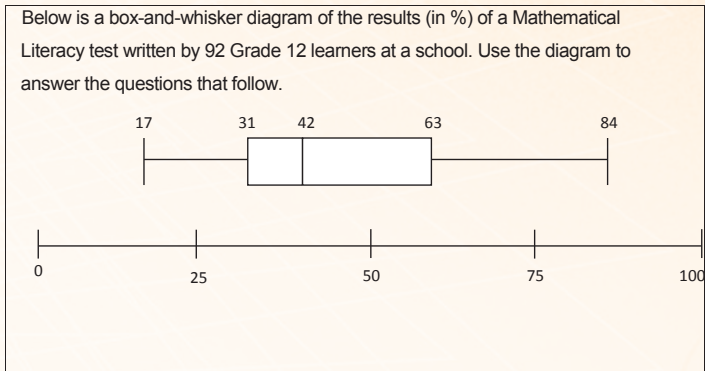 Below is a box-and-whisker diagram of the results (in %) of a Mathematical
Literacy test written by 92 Grade 12 learners at a school. Use the diagram to
answer the questions that follow.
17 31 42 63 84
0 25 50 75 100